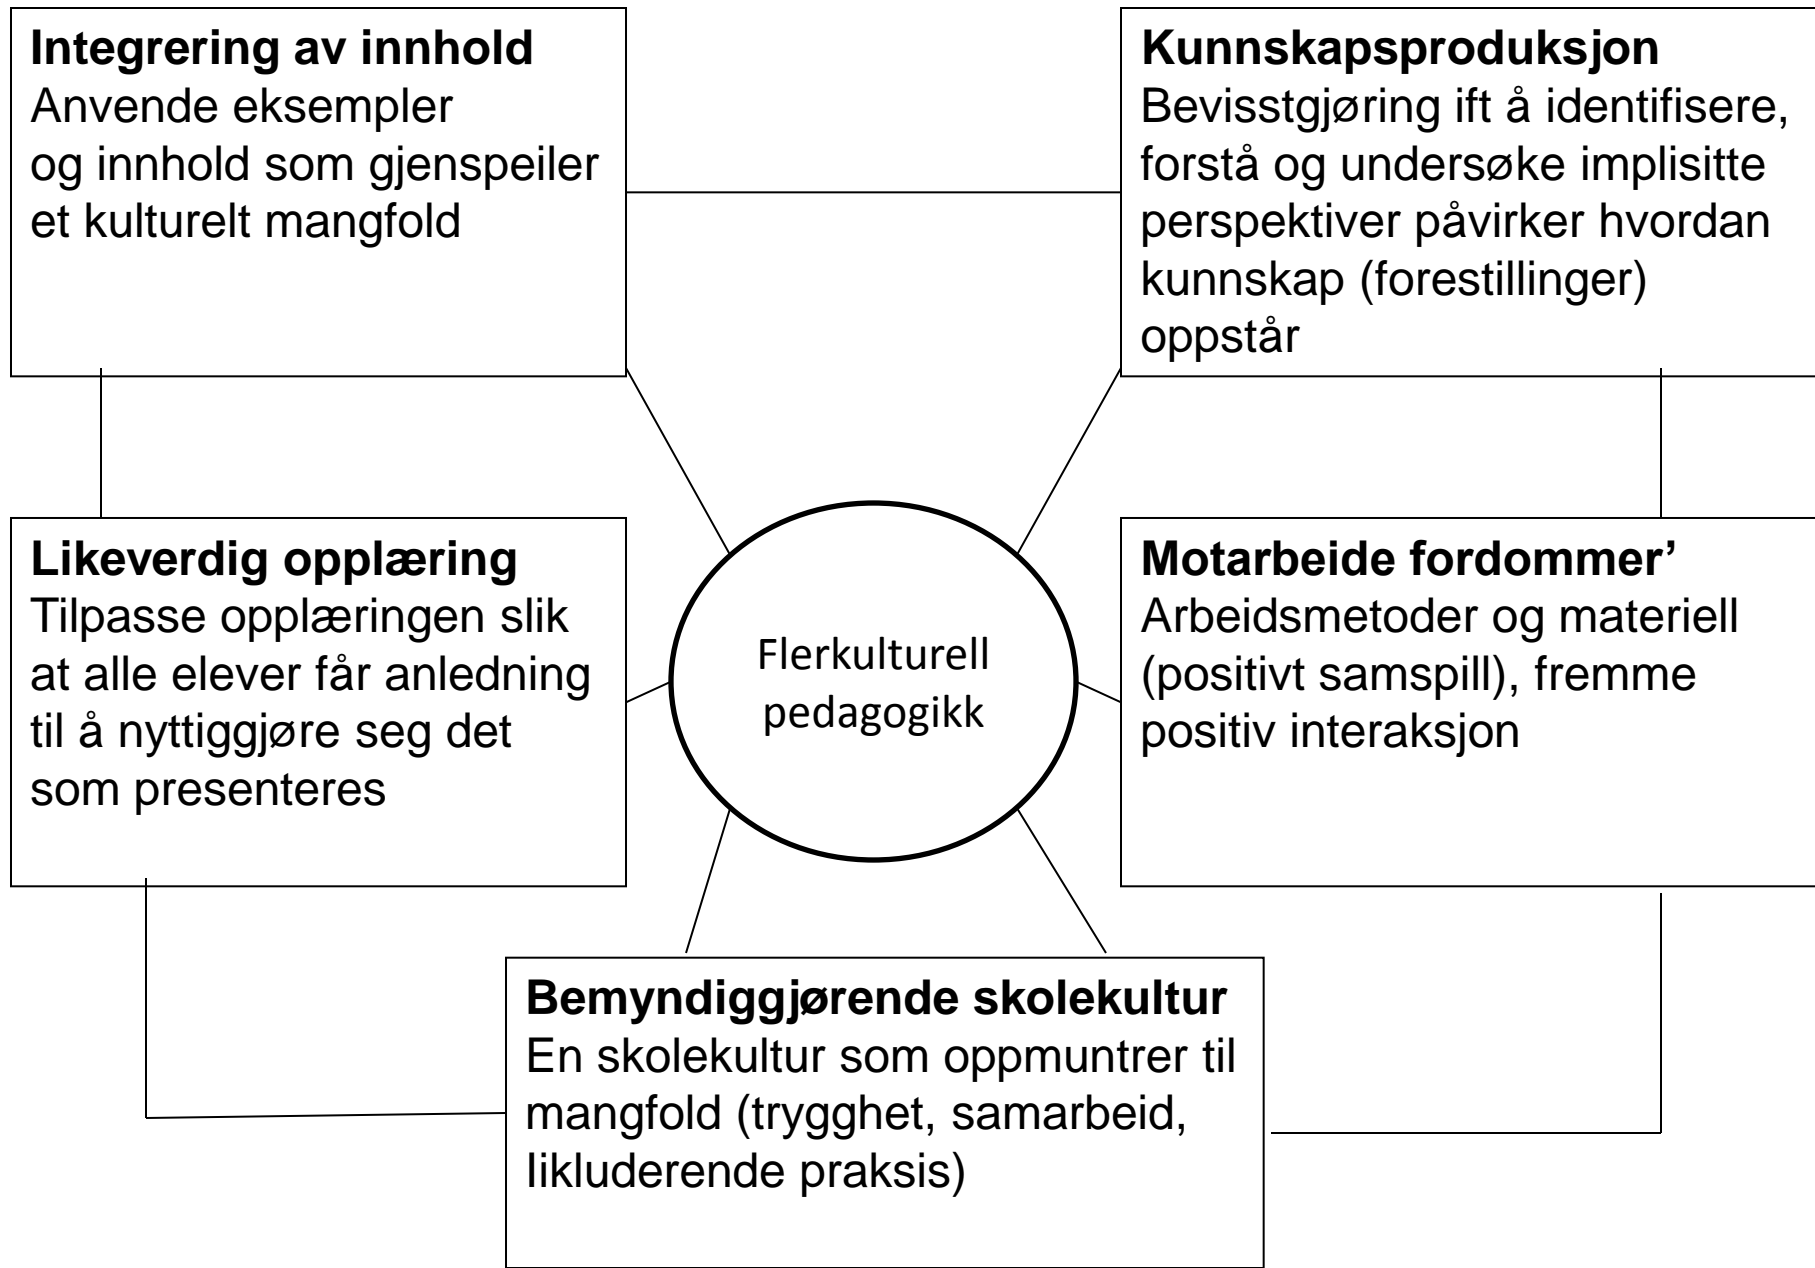 Integrering av innhold
Anvende eksempler
og innhold som gjenspeiler
et kulturelt mangfold
Kunnskapsproduksjon
Bevisstgjøring ift å identifisere,
forstå og undersøke implisitte
perspektiver påvirker hvordan
kunnskap (forestillinger)
oppstår
Likeverdig opplæring
Tilpasse opplæringen slik
at alle elever får anledning
til å nyttiggjøre seg det
som presenteres
Flerkulturell
pedagogikk
Motarbeide fordommer’
Arbeidsmetoder og materiell
(positivt samspill), fremme
positiv interaksjon
Bemyndiggjørende skolekultur
En skolekultur som oppmuntrer til
mangfold (trygghet, samarbeid,
likluderende praksis)